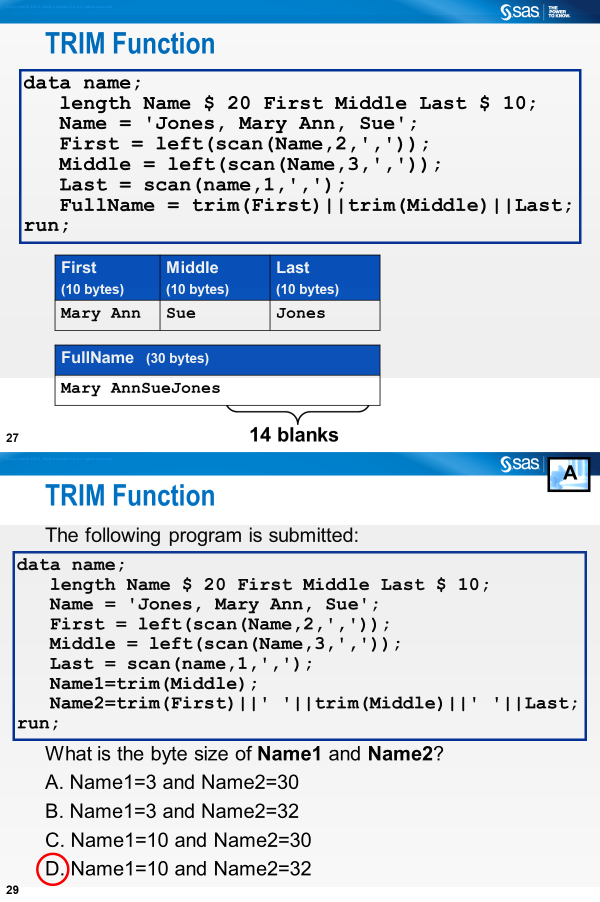 sas THE POWER TO KNOW.
TRIM Function
data name;
length Name $ 20 First Middle Last $ 10;
Name = 'Jones, Mary Ann, Sue';
First = left(scan(Name,2,','));
Middle = left(scan(Name,3,','));
Last = scan(name,1,',');
FullName = trim(First)||trim(Middle)||Last;
run;
First Middle Last
(10 bytes) (10 bytes) (10 bytes)
Mary Ann Sue Jones
FullName (30 bytes)
Mary AnnSueJones
14 blanks
27
sas A
TRIM Function
The following program is submitted:
data name;
length Name $ 20 First Middle Last $ 10;
Name = 'Jones, Mary Ann, Sue';
First = left(scan(Name,2,','));
Middle = left(scan(Name,3,','));
Last = scan(name,1,',');
Name1=trim(Middle);
Name2=trim(First)||' '||trim(Middle)||' '||Last;
run;
What is the byte size of Name1 and Name2?
A. Name1=3 and Name2=30
B. Name1=3 and Name2=32
C. Name1=10 and Name2=30
D. Name1=10 and Name2=32
29